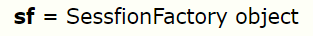 sf = SessfionFactory object